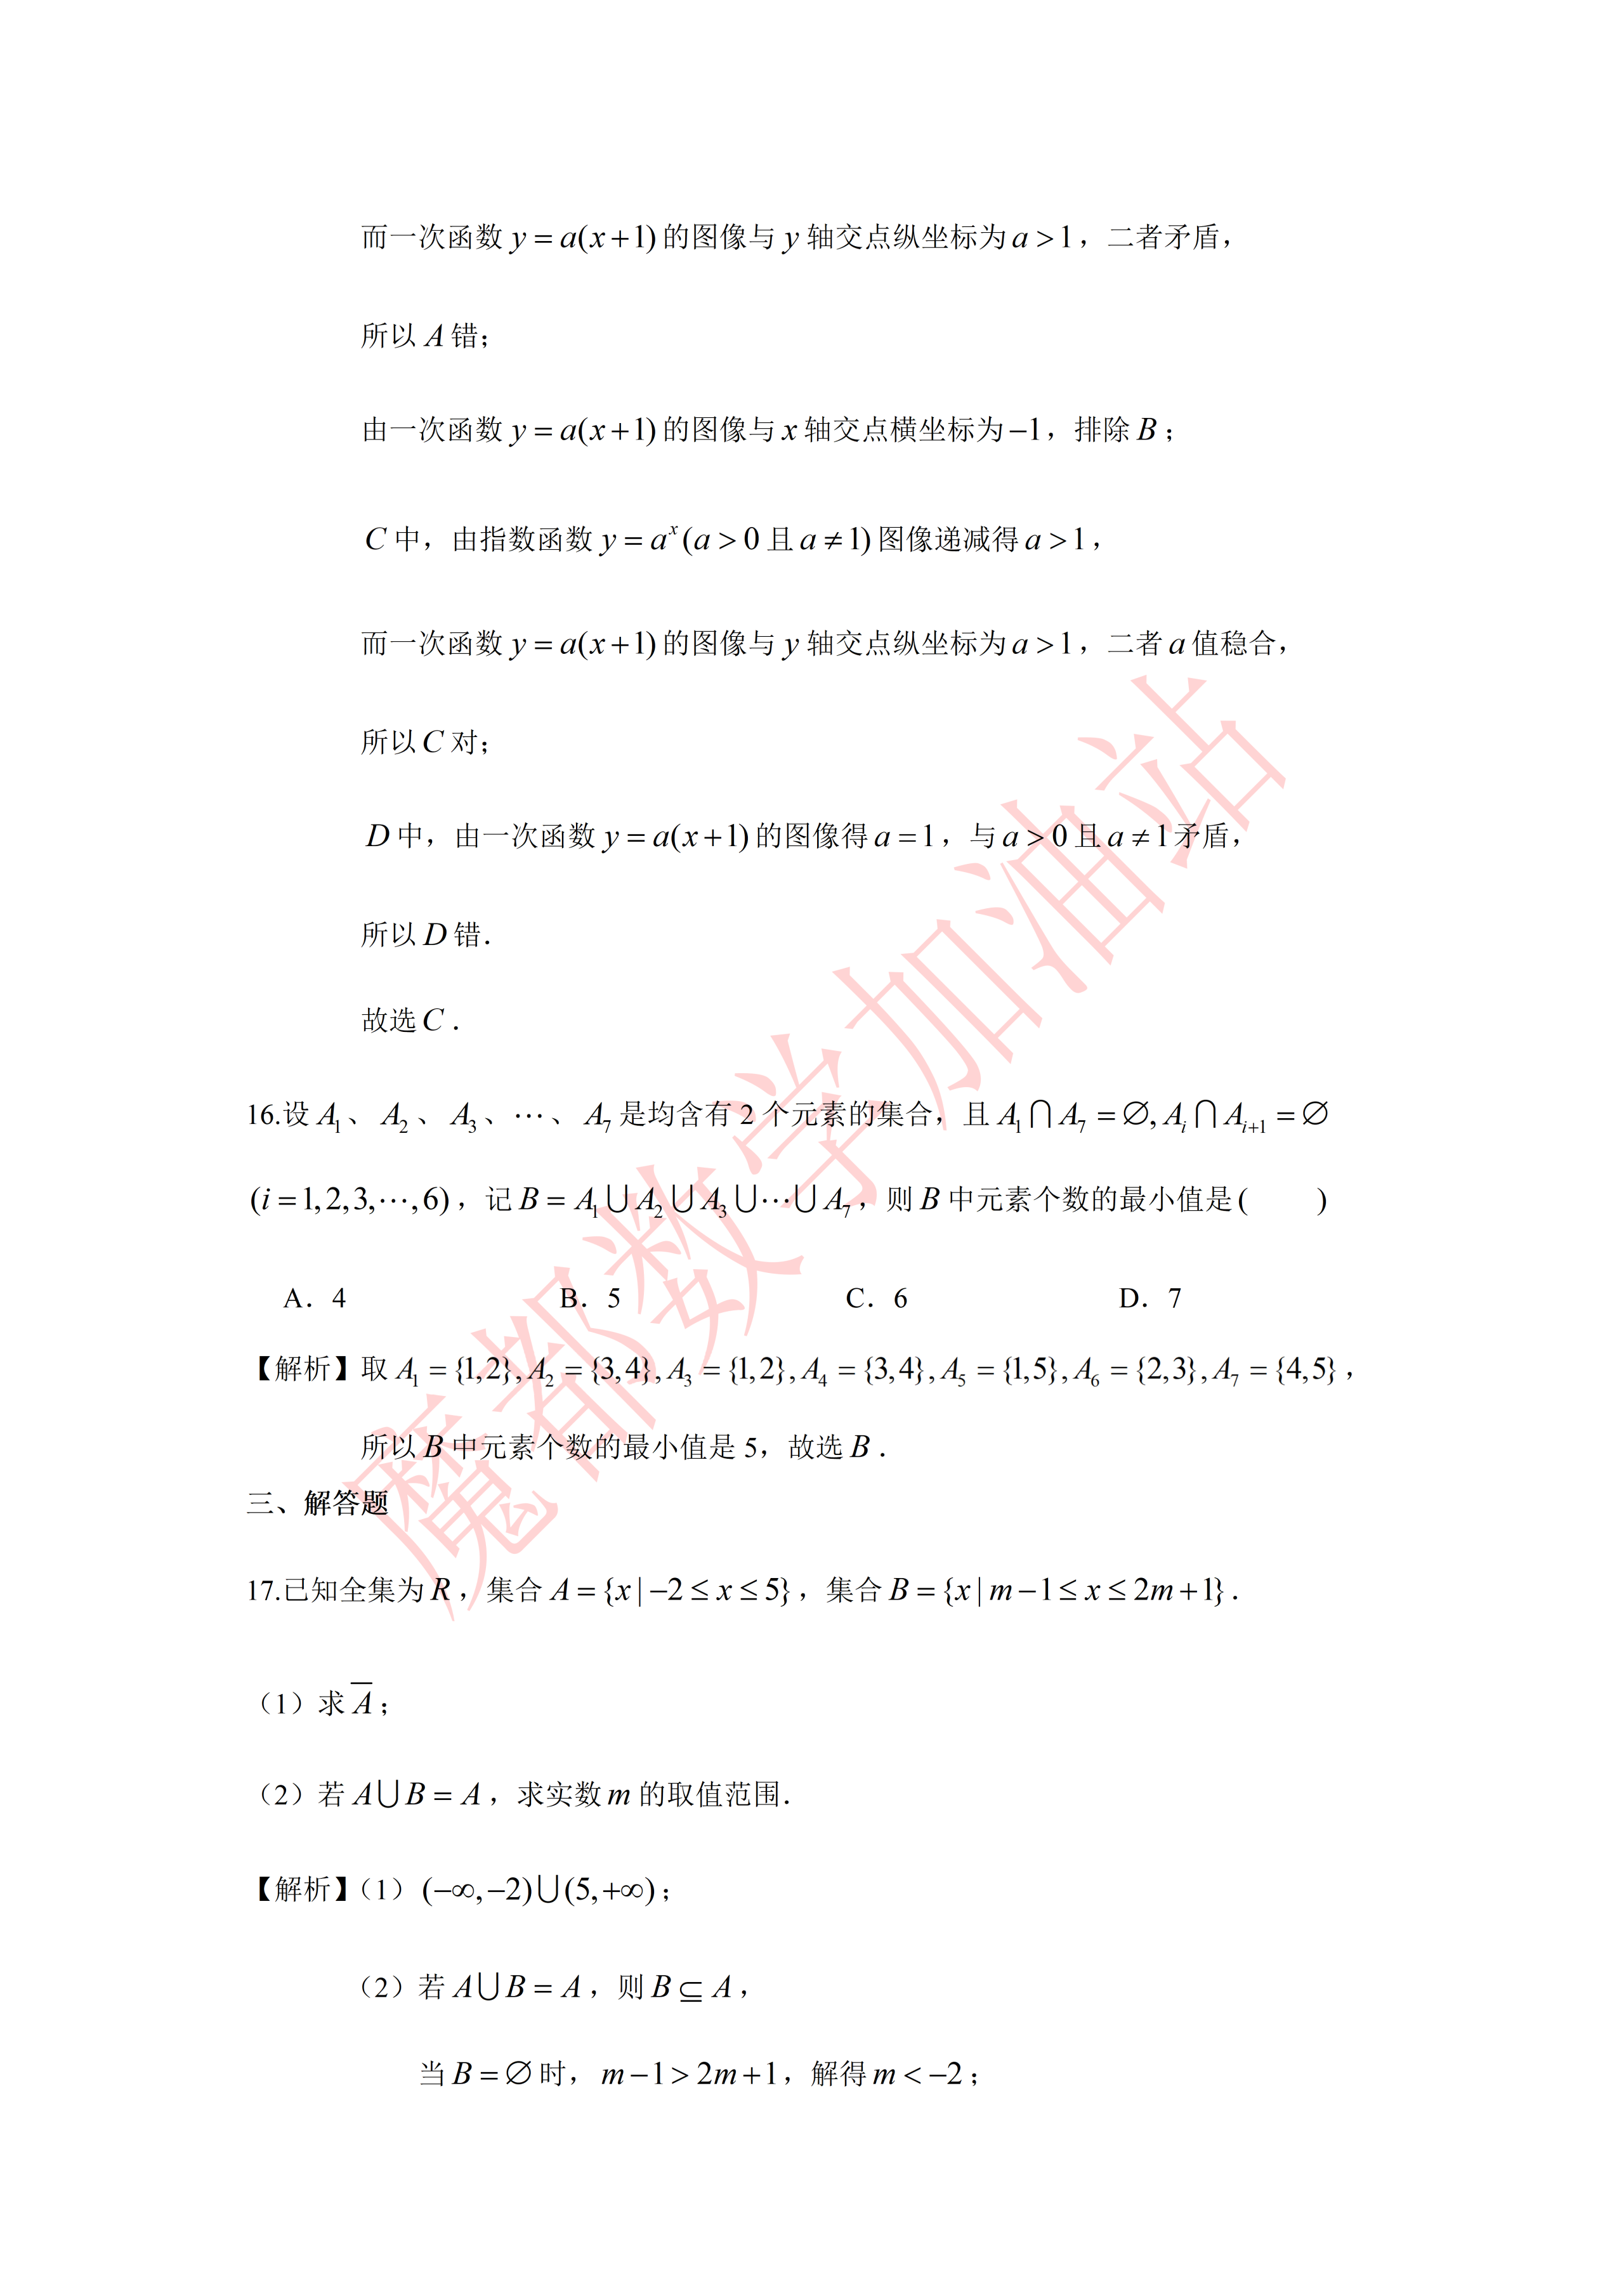 而一次函数 y = a(x+1) 的图像与 y 轴交点纵坐标为 a > 1，二者矛盾，
所以 A 错；
由一次函数 y = a(x+1) 的图像与 x 轴交点横坐标为 −1，排除 B；
C 中，由指数函数 y = aˣ (a > 0 且 a ≠ 1) 图像递减得 a > 1，
而一次函数 y = a(x+1) 的图像与 y 轴交点纵坐标为 a > 1，二者 a 值稳合，
所以 C 对；
D 中，由一次函数 y = a(x+1) 的图像得 a = 1，与 a > 0 且 a ≠ 1 矛盾，
所以 D 错．
故选 C．
16.设 A₁、A₂、A₃、⋯、A₇ 是均含有 2 个元素的集合，且 A₁ ⋂ A₇ = ∅, Aᵢ ⋂ Aᵢ₊₁ = ∅
(i = 1,2,3,⋯,6)，记 B = A₁ ⋃ A₂ ⋃ A₃ ⋃ ⋯ ⋃ A₇，则 B 中元素个数的最小值是(  )
A．4 B．5 C．6 D．7
【解析】取 A₁ = {1,2}, A₂ = {3,4}, A₃ = {1,2}, A₄ = {3,4}, A₅ = {1,5}, A₆ = {2,3}, A₇ = {4,5}，
所以 B 中元素个数的最小值是 5，故选 B．
三、解答题
17.已知全集为 R，集合 A = {x | −2 ≤ x ≤ 5}，集合 B = {x | m − 1 ≤ x ≤ 2m + 1}．
（1）求 A̅；
（2）若 A ⋃ B = A，求实数 m 的取值范围．
【解析】（1）(−∞, −2) ⋃ (5, +∞)；
（2）若 A ⋃ B = A，则 B ⊆ A，
当 B = ∅ 时，m − 1 > 2m + 1，解得 m < −2；
魔都数学加油站